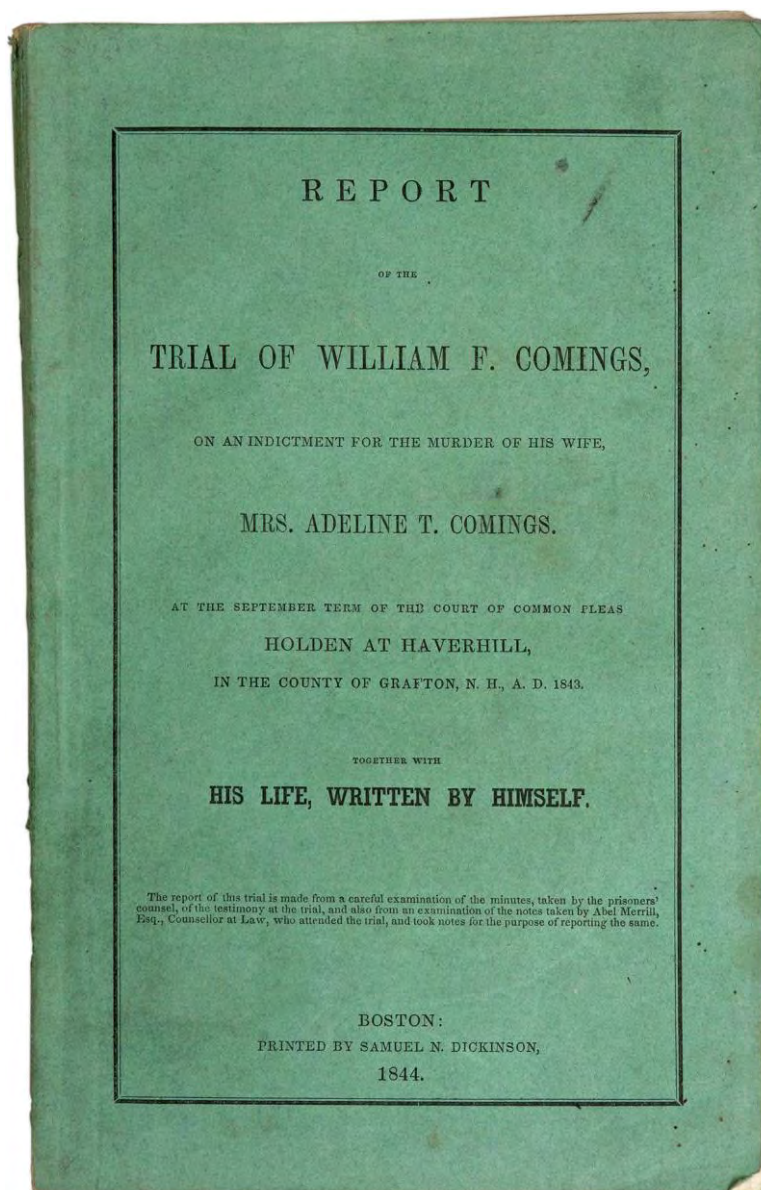 REPORT
OF THE
TRIAL OF WILLIAM F. COMINGS,
ON AN INDICTMENT FOR THE MURDER OF HIS WIFE,
MRS. ADELINE T. COMINGS.
AT THE SEPTEMBER TERM OF THE COURT OF COMMON PLEAS
HOLDEN AT HAVERHILL,
IN THE COUNTY OF GRAFTON, N. H., A. D. 1843.
TOGETHER WITH
HIS LIFE, WRITTEN BY HIMSELF.
The report of this trial is made from a careful examination of the minutes, taken by the prisoners'
counsel, of the testimony at the trial, and also from an examination of the notes taken by Abel Merrill,
Esq., Counsellor at Law, who attended the trial, and took notes for the purpose of reporting the same.
BOSTON:
PRINTED BY SAMUEL N. DICKINSON,
1844.